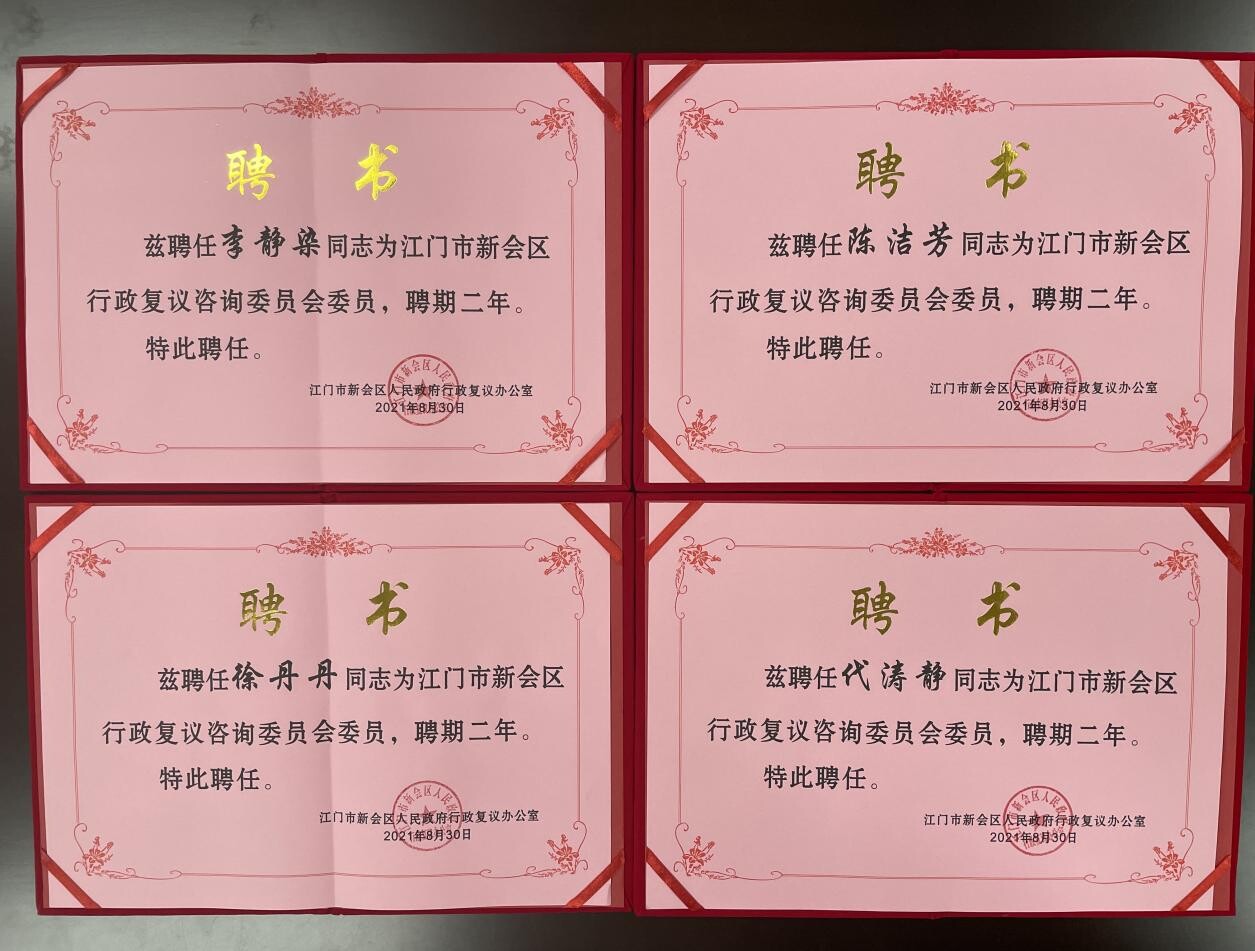 聘 书
兹聘任李静染同志为江门市新会区
行政复议咨询委员会委员，聘期二年。
特此聘任。
江门市新会区人民政府行政复议办公室
2021年8月30日
聘 书
兹聘任陈洁芳同志为江门市新会区
行政复议咨询委员会委员，聘期二年。
特此聘任。
江门市新会区人民政府行政复议办公室
2021年8月30日
聘 书
兹聘任徐丹丹同志为江门市新会区
行政复议咨询委员会委员，聘期二年。
特此聘任。
江门市新会区人民政府行政复议办公室
2021年8月30日
聘 书
兹聘任代涛静同志为江门市新会区
行政复议咨询委员会委员，聘期二年。
特此聘任。
江门市新会区人民政府行政复议办公室
2021年8月30日